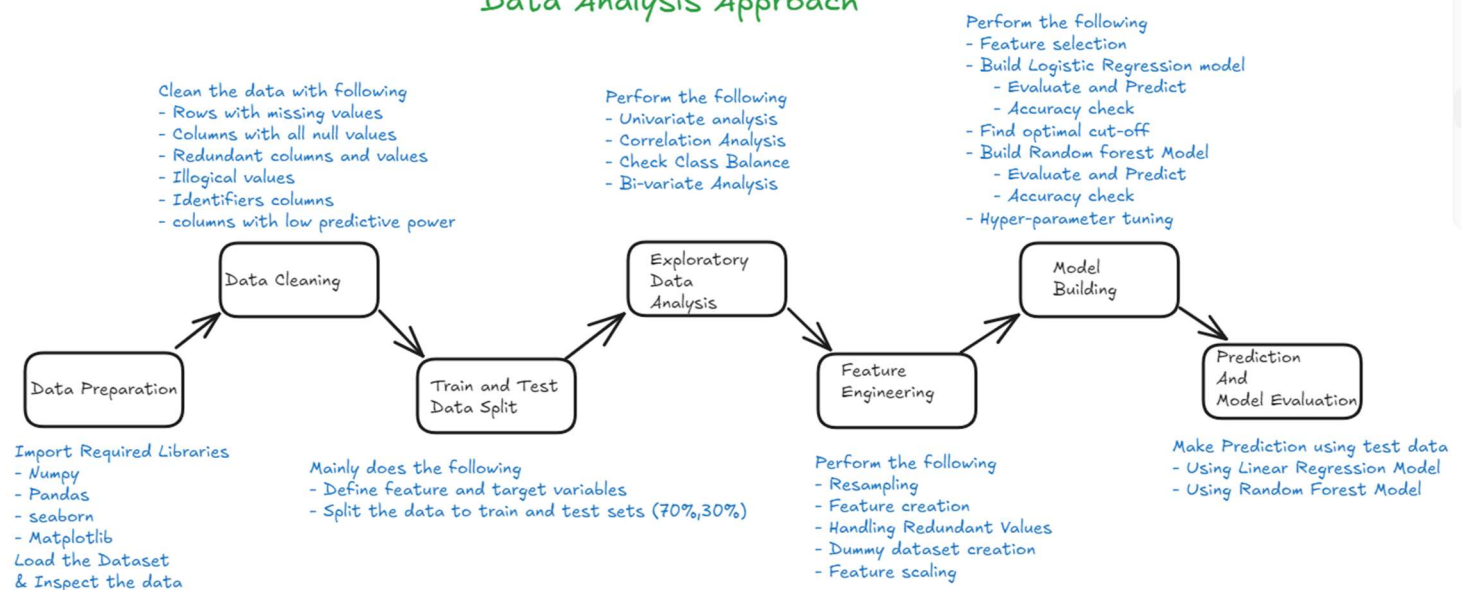 Data Analysis Approach
Clean the data with following
- Rows with missing values
- Columns with all null values
- Redundant columns and values
- Illogical values
- Identifiers columns
- columns with low predictive power
Perform the following
- Univariate analysis
- Correlation Analysis
- Check Class Balance
- Bi-variate Analysis
Perform the following
- Feature selection
- Build Logistic Regression model
- Evaluate and Predict
- Accuracy check
- Find optimal cut-off
- Build Random forest Model
- Evaluate and Predict
- Accuracy check
- Hyper-parameter tuning
Data Preparation
Data Cleaning
Train and Test
Data Split
Exploratory
Data
Analysis
Feature
Engineering
Model
Building
Prediction
And
Model Evaluation
Import Required Libraries
- Numpy
- Pandas
- seaborn
- Matplotlib
Load the Dataset
& Inspect the data
Mainly does the following
- Define feature and target variables
- Split the data to train and test sets (70%,30%)
Perform the following
- Resampling
- Feature creation
- Handling Redundant Values
- Dummy dataset creation
- Feature scaling
Make Prediction using test data
- Using Linear Regression Model
- Using Random Forest Model